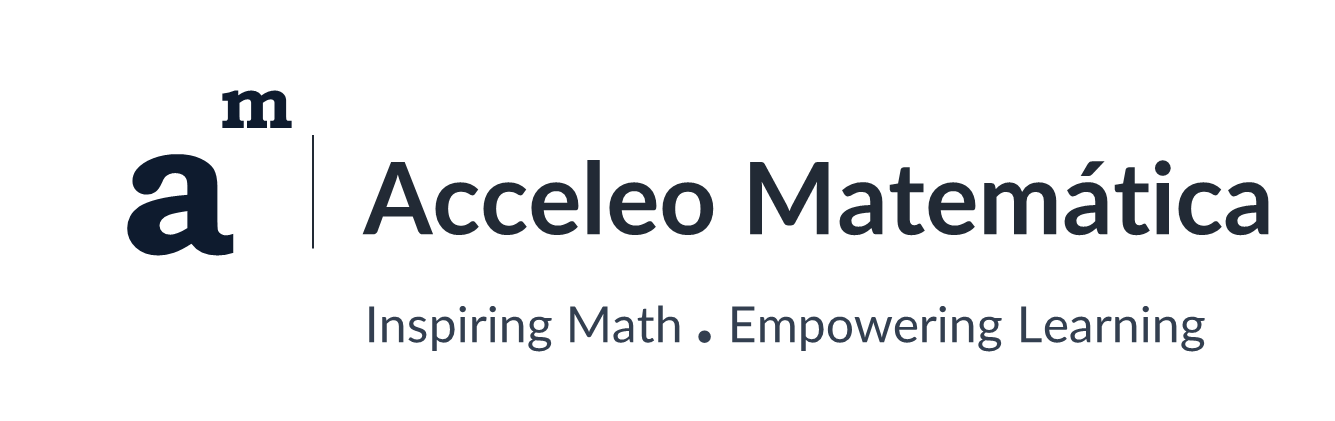 a^m
Acceleo Matemática
Inspiring Math . Empowering Learning